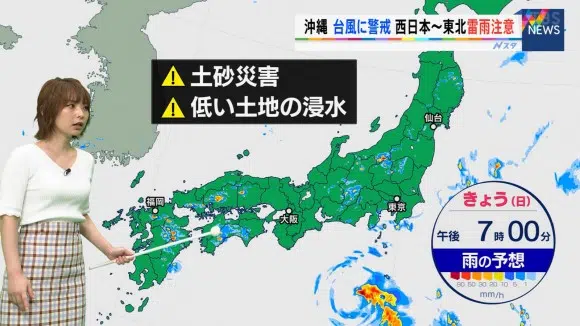 沖縄 台風に警戒 西日本～東北雷雨注意
TBS NEWS
Nスタ
⚠ 土砂災害
⚠ 低い土地の浸水
仙台
福岡
大阪
東京
きょう(日)
午後 7時00分
雨の予想
80 50 30 20 10 5 1
mm/h